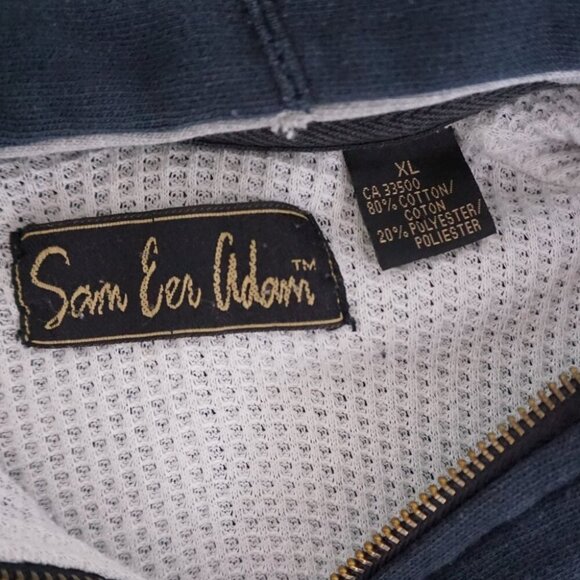 Sam Eer Adam™
XL
CA 33500
80% COTTON/
COTON
20% POLYESTER/
POLIESTER